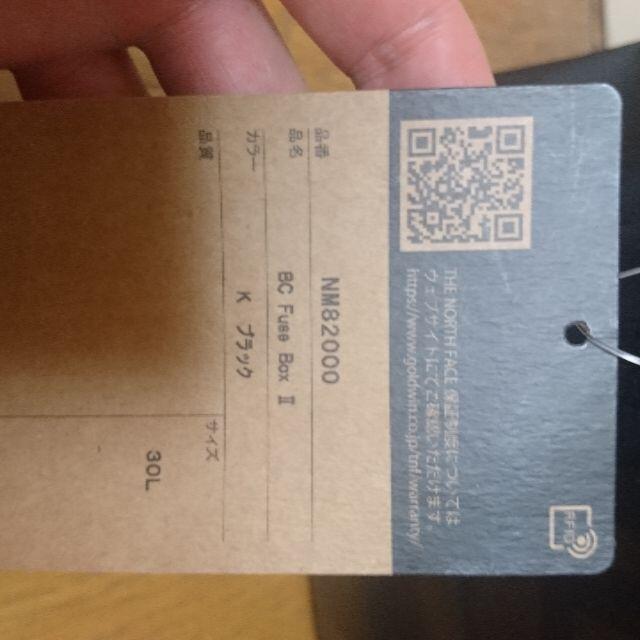 THE NORTH FACE 保証制度については
ウェブサイトにてご確認いただけます。
https://www.goldwin.co.jp/tnf/warranty/
品番
NM82000
品名
BC Fuse Box Ⅱ
カラー
K ブラック
品質
サイズ
30L
RFID